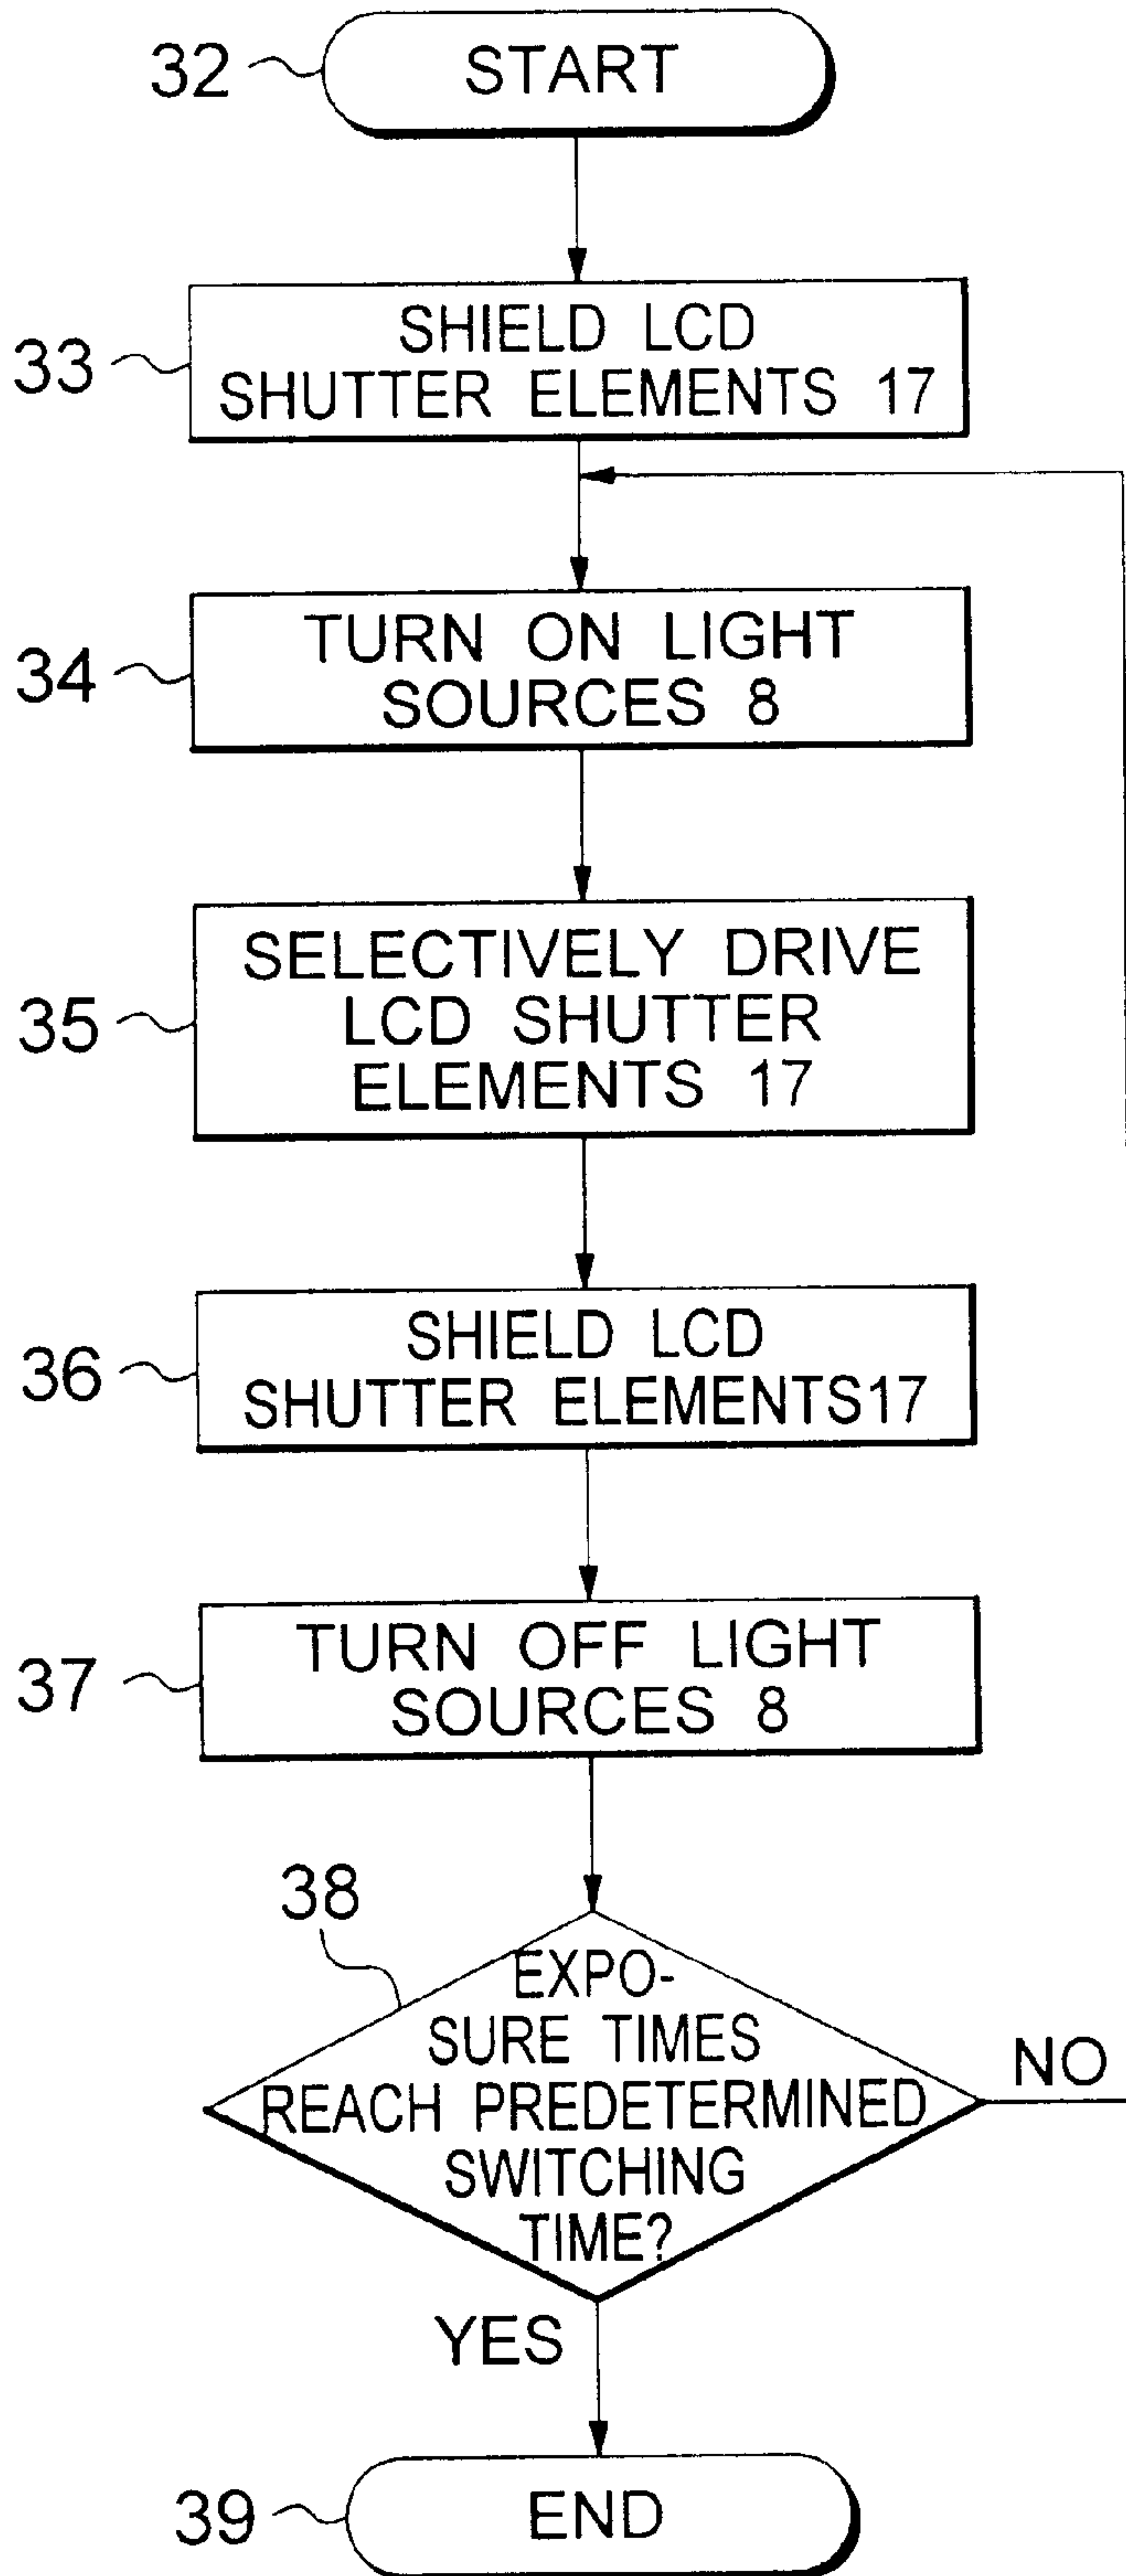 32
START
33
SHIELD LCD
SHUTTER ELEMENTS 17
34
TURN ON LIGHT
SOURCES 8
35
SELECTIVELY DRIVE
LCD SHUTTER
ELEMENTS 17
36
SHIELD LCD
SHUTTER ELEMENTS17
37
TURN OFF LIGHT
SOURCES 8
38
EXPO-
SURE TIMES
REACH PREDETERMINED
SWITCHING
TIME?
NO
YES
39
END